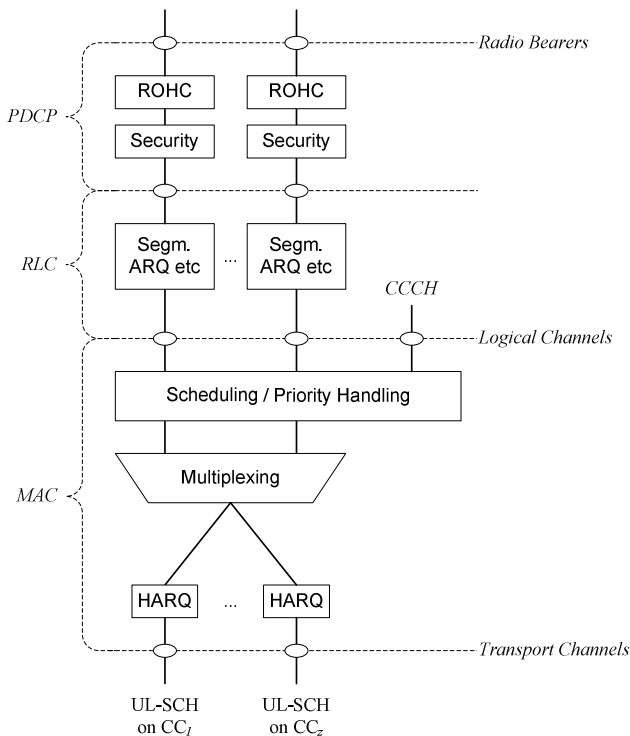 Radio Bearers
ROHC ROHC
PDCP
Security Security
Segm. ARQ etc ... Segm. ARQ etc
RLC
CCCH
Logical Channels
Scheduling / Priority Handling
Multiplexing
MAC
HARQ ... HARQ
Transport Channels
UL-SCH UL-SCH
on CC1 on CCz